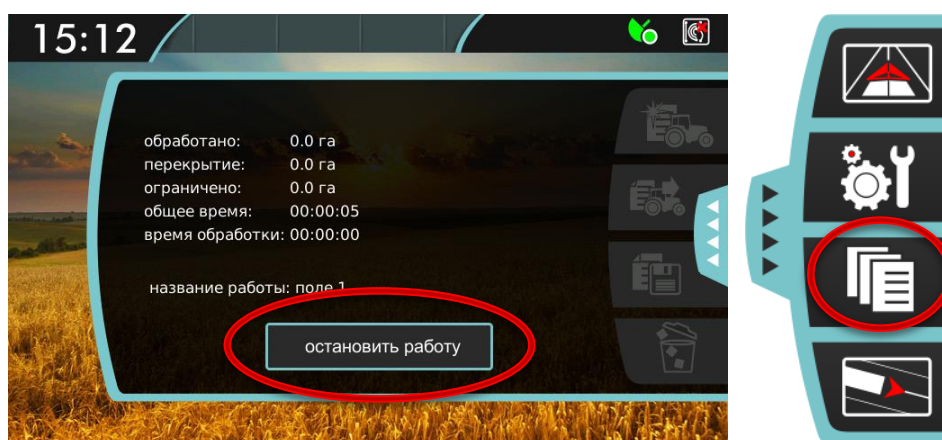 15:12
обработано: 0.0 га
перекрытие: 0.0 га
ограничено: 0.0 га
общее время: 00:00:05
время обработки: 00:00:00
название работы: поле 1
остановить работу